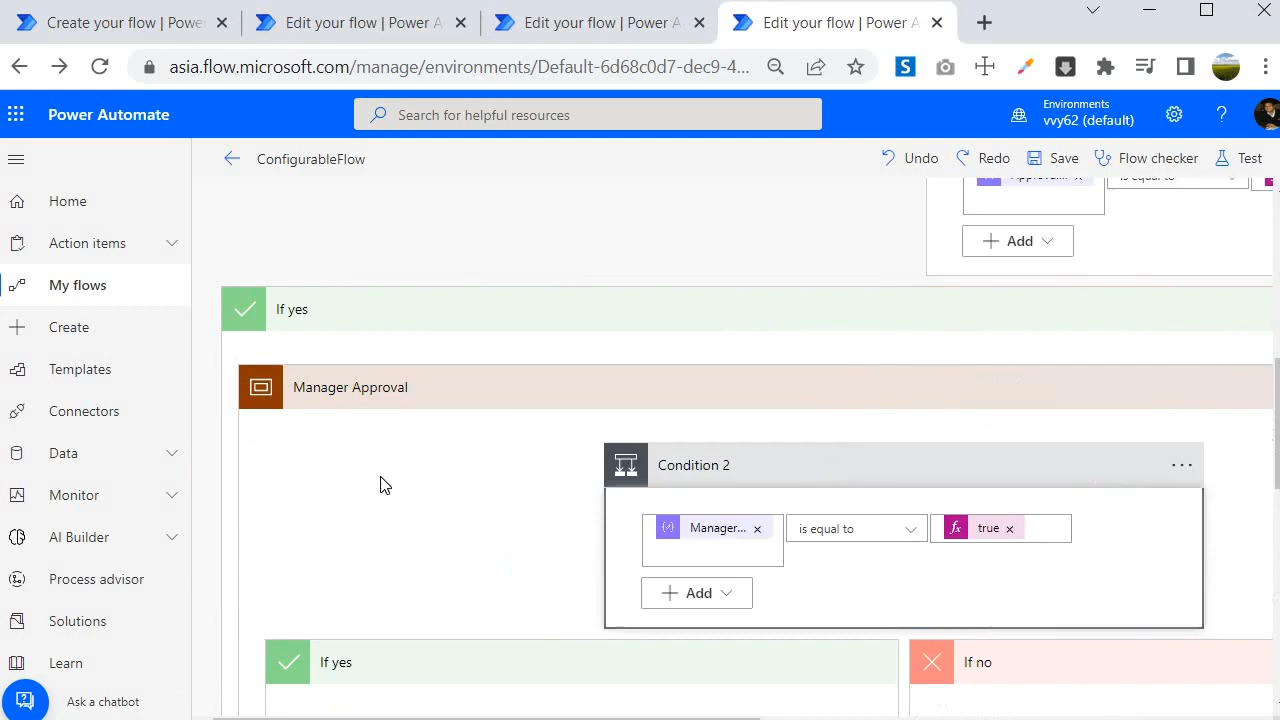 Create your flow | Power
Edit your flow | Power A
Edit your flow | Power A
Edit your flow | Power A
asia.flow.microsoft.com/manage/environments/Default-6d68c0d7-dec9-4...
Power Automate
Search for helpful resources
Environments
vvy62 (default)
ConfigurableFlow
Undo
Redo
Save
Flow checker
Test
Home
Action items
My flows
Create
Templates
Connectors
Data
Monitor
AI Builder
Process advisor
Solutions
Learn
Ask a chatbot
Add
If yes
Manager Approval
Condition 2
Manager...
is equal to
fx
true
Add
If yes
If no